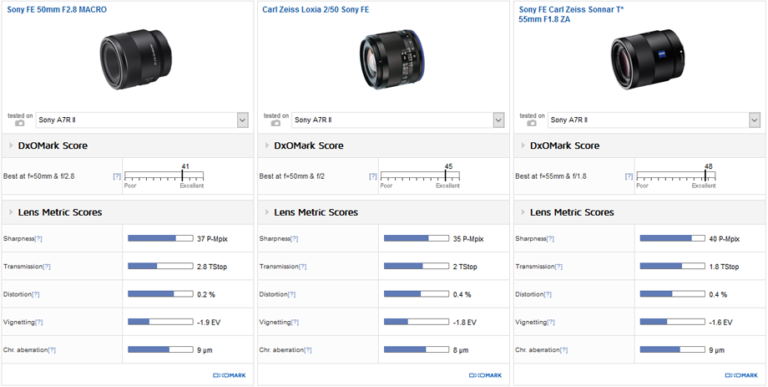 Sony FE 50mm F2.8 MACRO
tested on
Sony A7R II
DxOMark Score
Best at f=50mm & f/2.8
[?]
41
Poor
Excellent
Lens Metric Scores
Sharpness[?]
37 P-Mpix
Transmission[?]
2.8 TStop
Distortion[?]
0.2 %
Vignetting[?]
-1.9 EV
Chr. aberration[?]
9 µm
DXOMARK
Carl Zeiss Loxia 2/50 Sony FE
tested on
Sony A7R II
DxOMark Score
Best at f=50mm & f/2
[?]
45
Poor
Excellent
Lens Metric Scores
Sharpness[?]
35 P-Mpix
Transmission[?]
2 TStop
Distortion[?]
0.4 %
Vignetting[?]
-1.8 EV
Chr. aberration[?]
8 µm
DXOMARK
Sony FE Carl Zeiss Sonnar T*
55mm F1.8 ZA
tested on
Sony A7R II
DxOMark Score
Best at f=55mm & f/1.8
[?]
48
Poor
Excellent
Lens Metric Scores
Sharpness[?]
40 P-Mpix
Transmission[?]
1.8 TStop
Distortion[?]
0.4 %
Vignetting[?]
-1.6 EV
Chr. aberration[?]
9 µm
DXOMARK